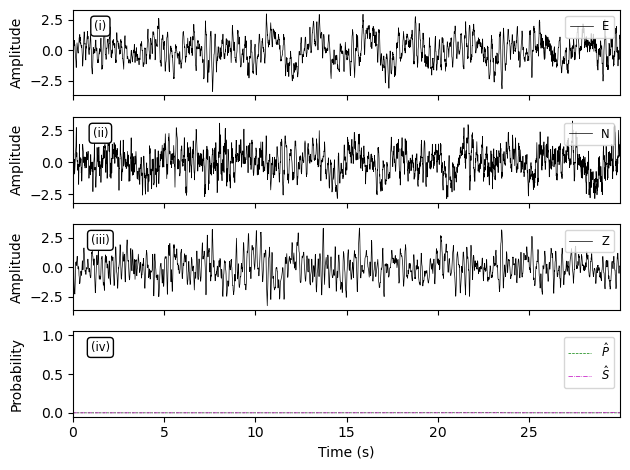 Amplitude
2.5
0.0
−2.5
(i)
E
Amplitude
2.5
0.0
−2.5
(ii)
N
Amplitude
2.5
0.0
−2.5
(iii)
Z
Probability
1.0
0.5
0.0
(iv)
P̂
Ŝ
0 5 10 15 20 25
Time (s)